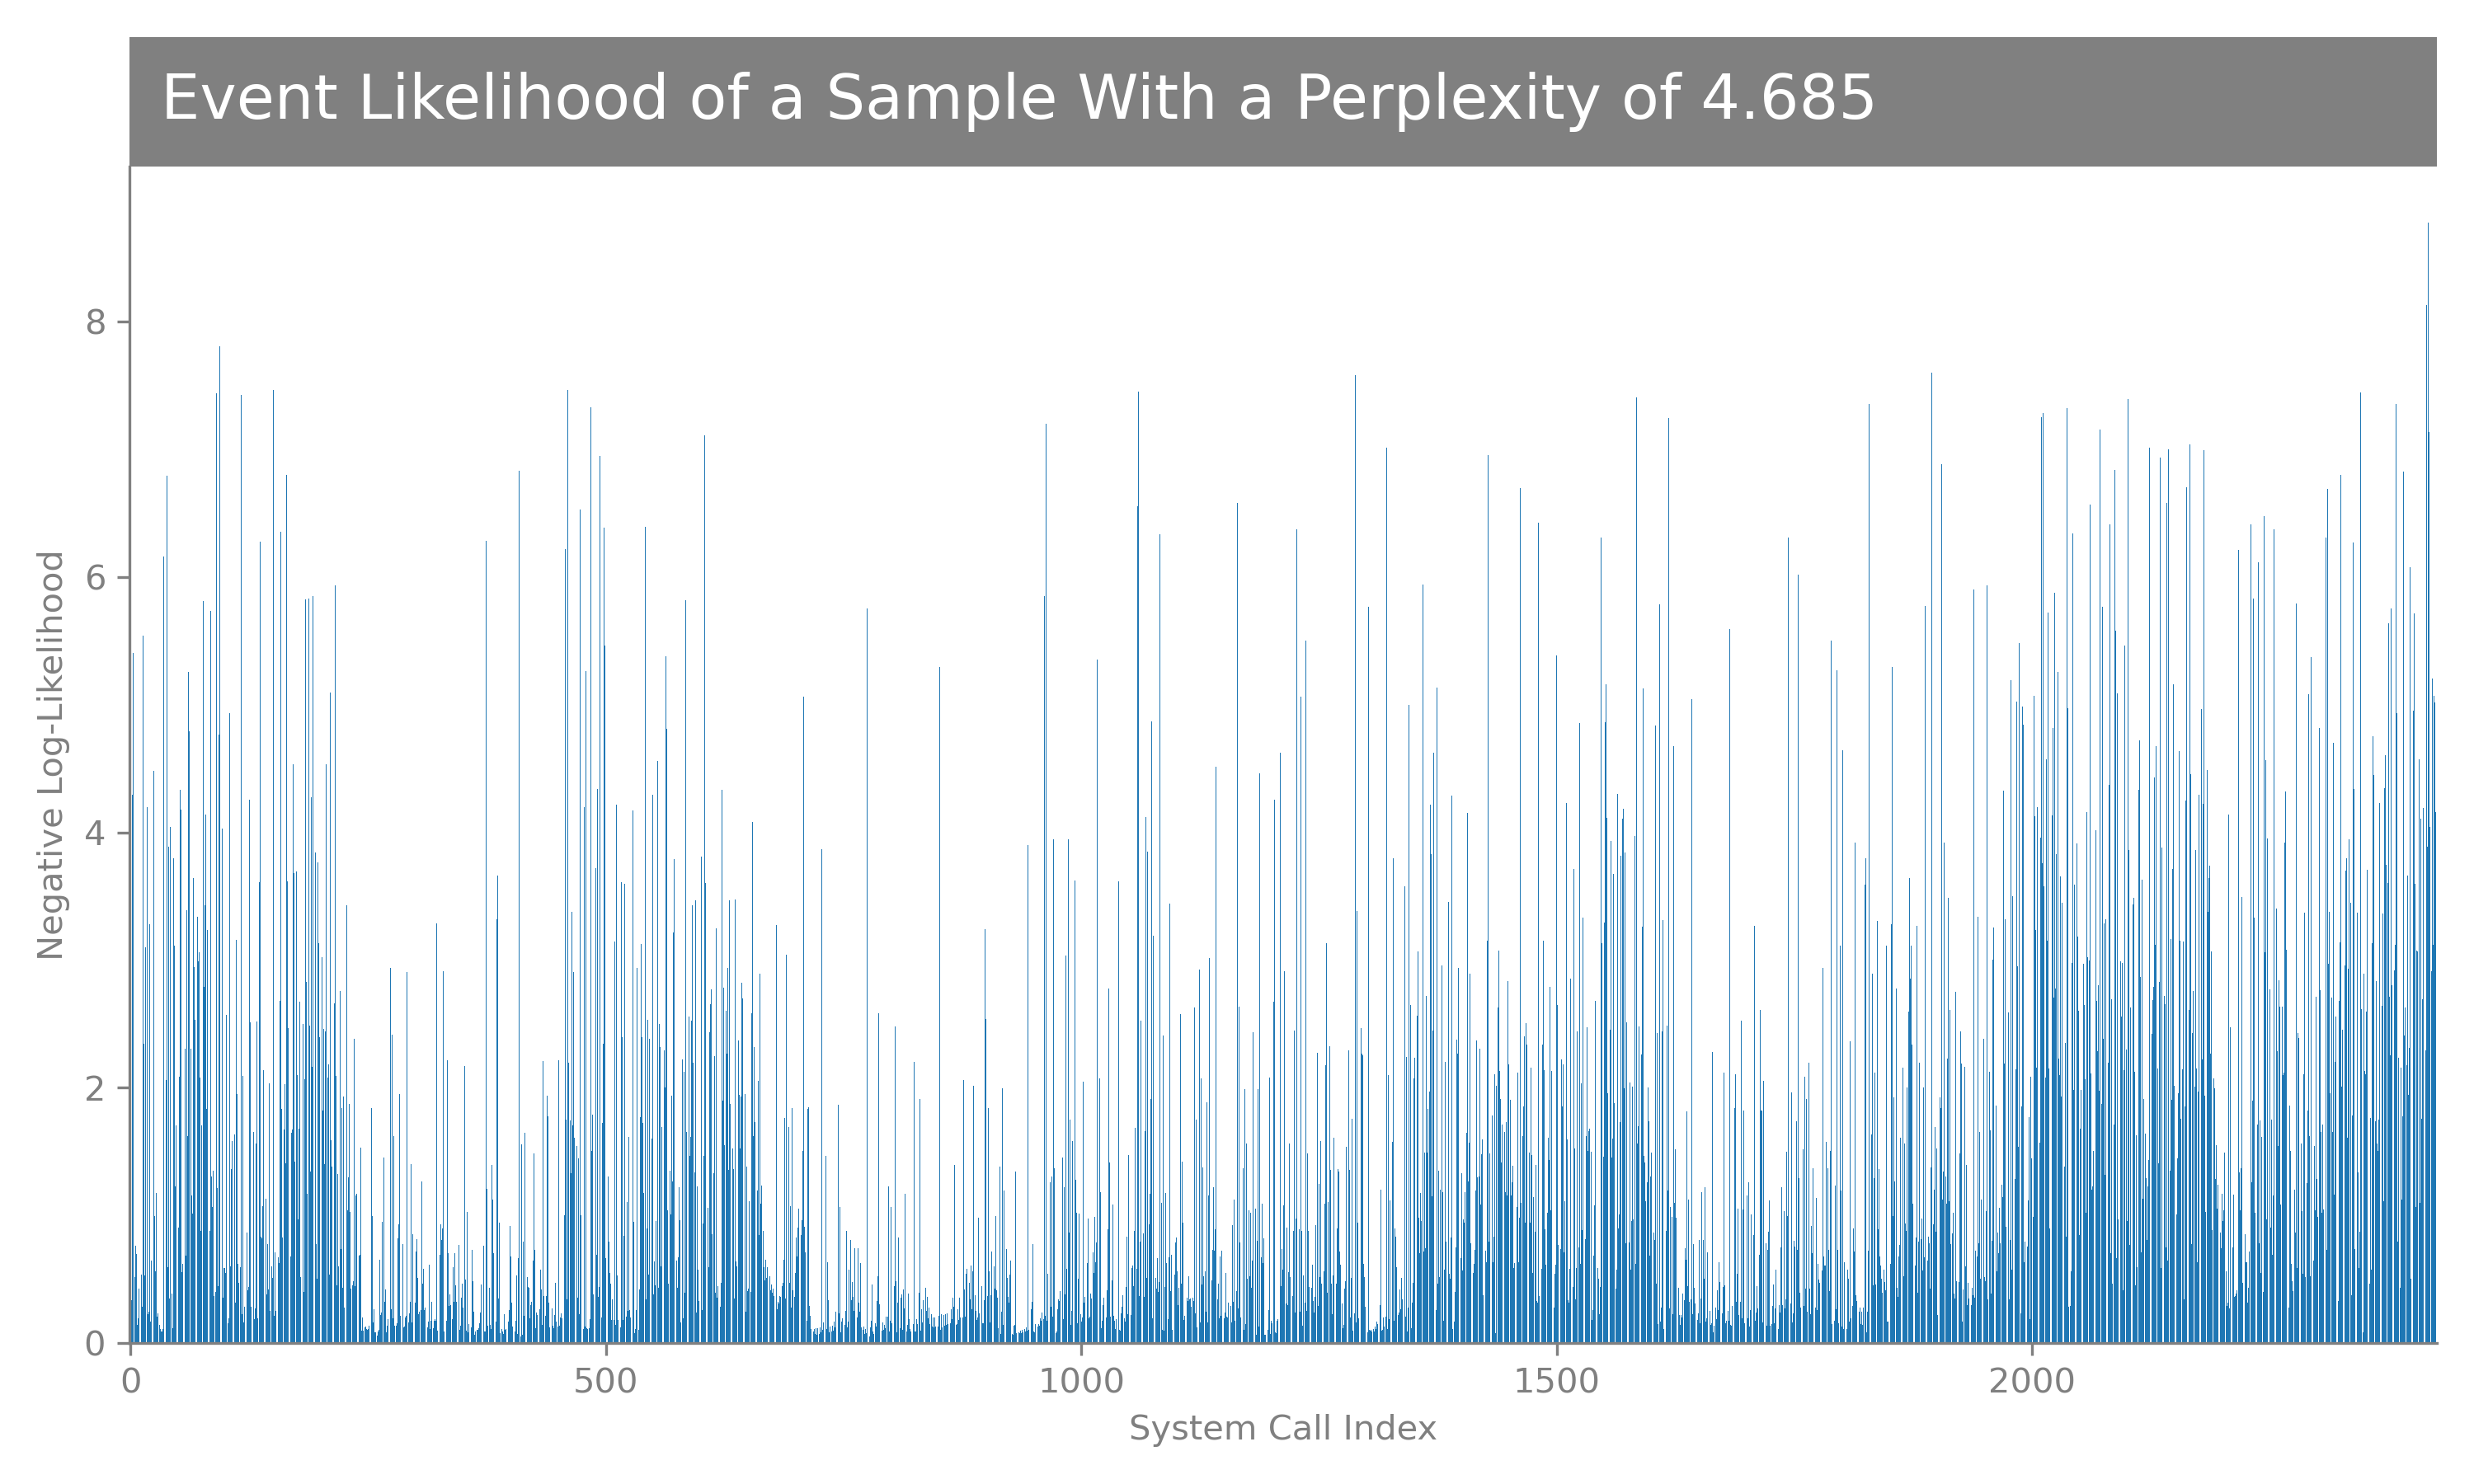 Event Likelihood of a Sample With a Perplexity of 4.685
8
6
4
2
0
Negative Log-Likelihood
0 500 1000 1500 2000
System Call Index